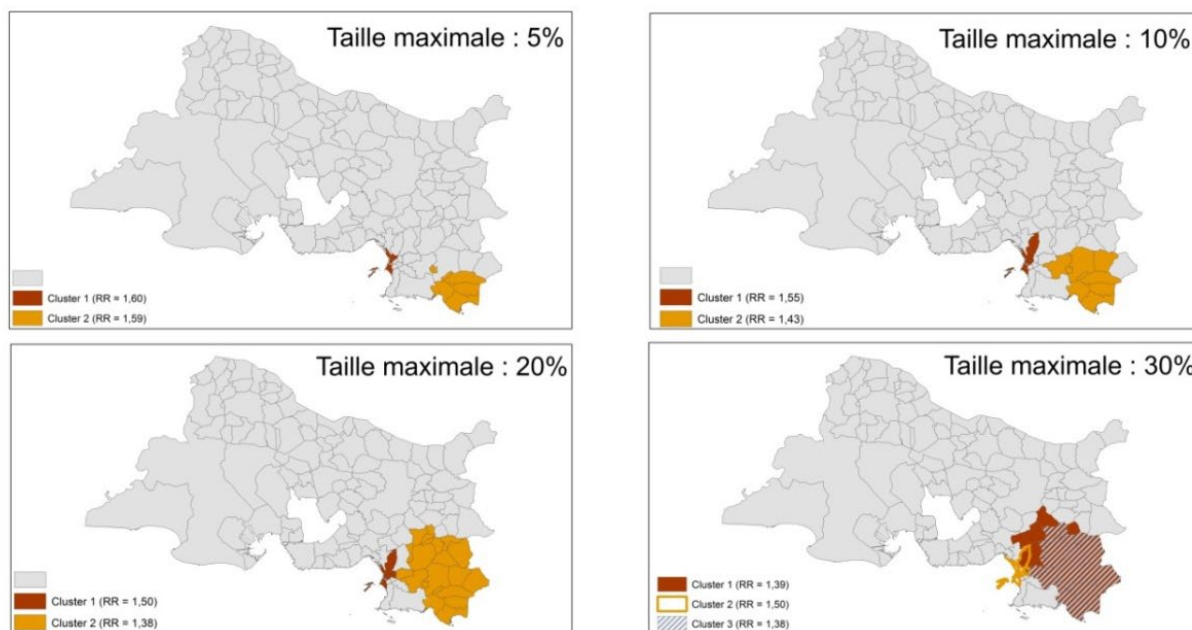 Taille maximale : 5%
Cluster 1 (RR = 1,60)
Cluster 2 (RR = 1,59)
Taille maximale : 10%
Cluster 1 (RR = 1,55)
Cluster 2 (RR = 1,43)
Taille maximale : 20%
Cluster 1 (RR = 1,50)
Cluster 2 (RR = 1,38)
Taille maximale : 30%
Cluster 1 (RR = 1,39)
Cluster 2 (RR = 1,50)
Cluster 3 (RR = 1,38)